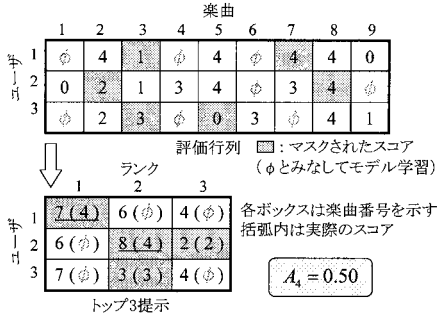 楽曲
1 2 3 4 5 6 7 8 9
ユーザ
1 φ 4 1 φ 4 φ 4 4 0
2 0 2 1 3 4 φ 3 4 φ
3 φ 2 3 φ 0 3 φ 4 1
評価行列 : マスクされたスコア
(φとみなしてモデル学習)
ランク
1 2 3
ユーザ
1 7(4) 6(φ) 4(φ)
2 6(φ) 8(4) 2(2)
3 7(φ) 3(3) 4(φ)
トップ3提示
各ボックスは楽曲番号を示す
括弧内は実際のスコア
A₄ = 0.50